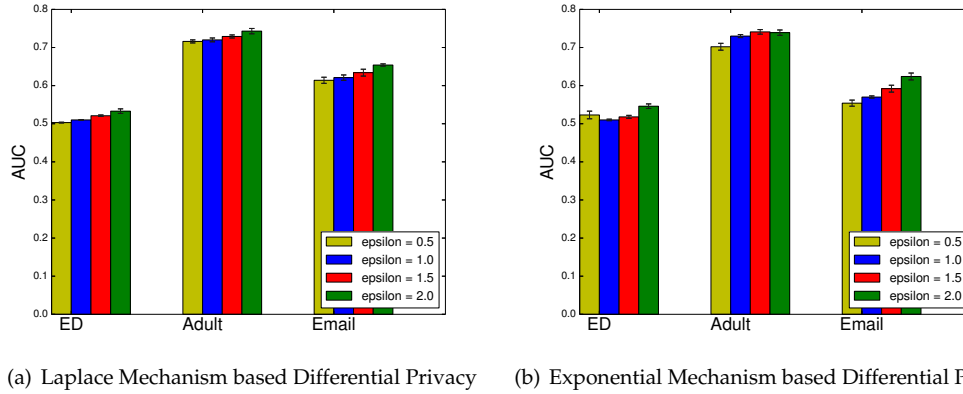 0.8
0.7
0.6
0.5
0.4
0.3
0.2
0.1
0.0
AUC
ED Adult Email
epsilon = 0.5
epsilon = 1.0
epsilon = 1.5
epsilon = 2.0
(a) Laplace Mechanism based Differential Privacy
0.8
0.7
0.6
0.5
0.4
0.3
0.2
0.1
0.0
AUC
ED Adult Email
epsilon = 0.5
epsilon = 1.0
epsilon = 1.5
epsilon = 2.0
(b) Exponential Mechanism based Differential P